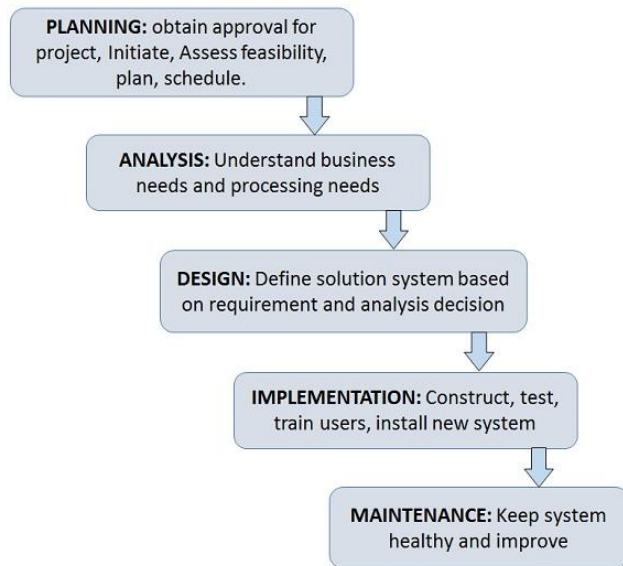 PLANNING: obtain approval for
project, Initiate, Assess feasibility,
plan, schedule.
ANALYSIS: Understand business
needs and processing needs
DESIGN: Define solution system based
on requirement and analysis decision
IMPLEMENTATION: Construct, test,
train users, install new system
MAINTENANCE: Keep system
healthy and improve